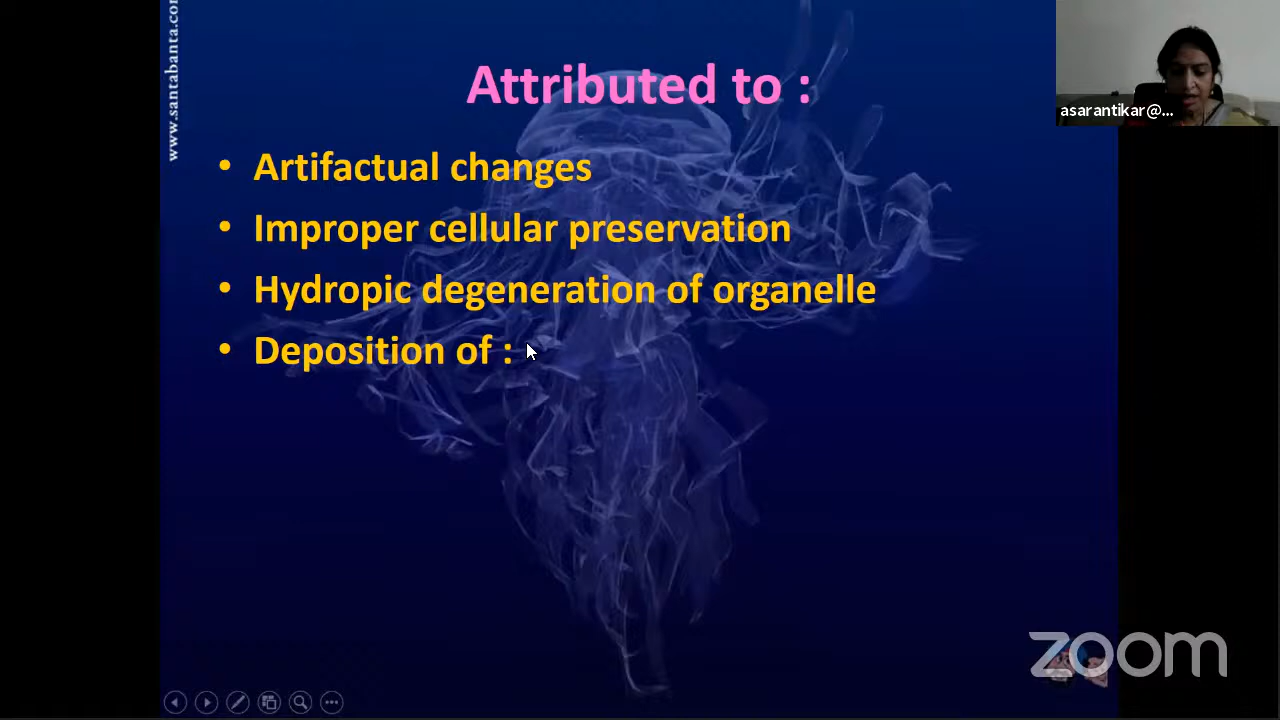 www.santabanta.com
Attributed to :
asarantikar@...
• Artifactual changes
• Improper cellular preservation
• Hydropic degeneration of organelle
• Deposition of :
zoom